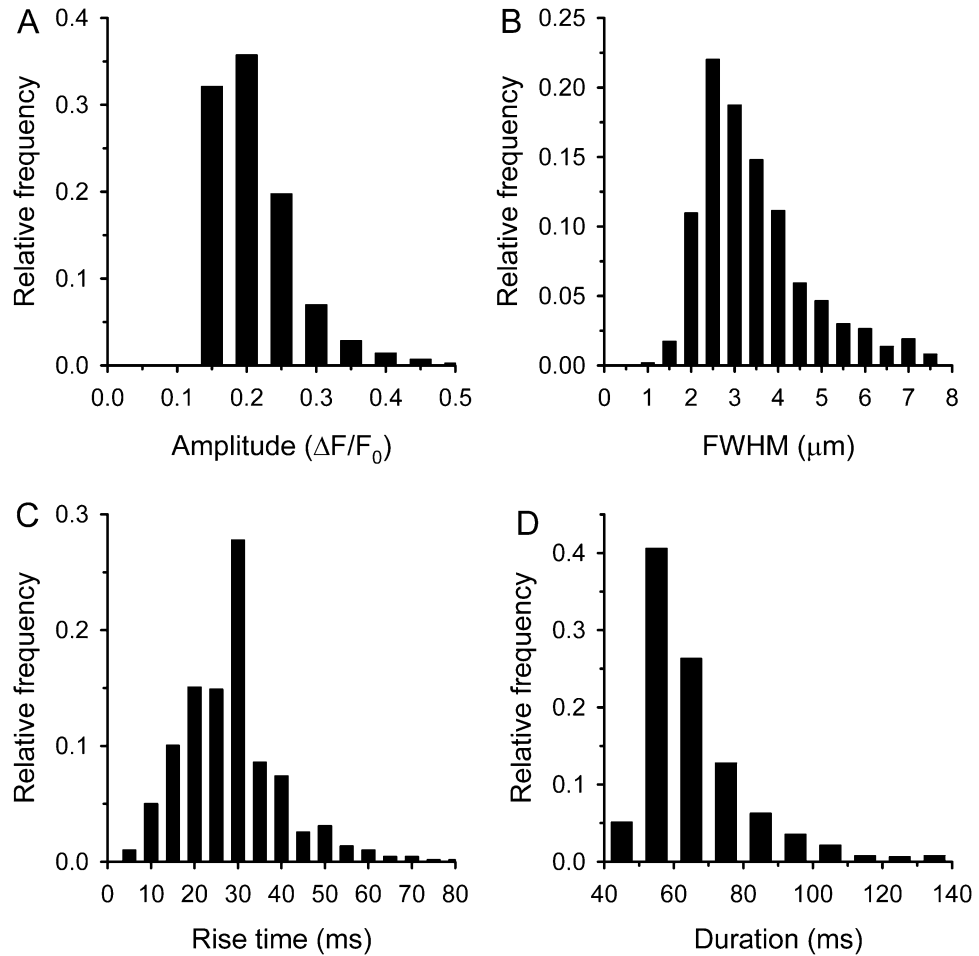 A
Relative frequency
0.4
0.3
0.2
0.1
0.0
0.0 0.1 0.2 0.3 0.4 0.5
Amplitude (ΔF/F₀)
B
Relative frequency
0.25
0.20
0.15
0.10
0.05
0.00
0 1 2 3 4 5 6 7 8
FWHM (μm)
C
Relative frequency
0.3
0.2
0.1
0.0
0 10 20 30 40 50 60 70 80
Rise time (ms)
D
Relative frequency
0.4
0.3
0.2
0.1
0.0
40 60 80 100 120 140
Duration (ms)